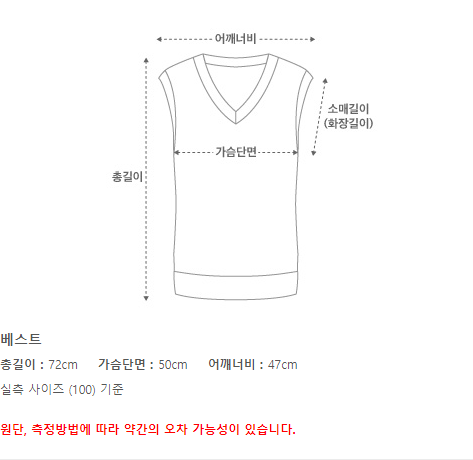 어깨너비
소매길이
(화장길이)
가슴단면
총길이
베스트
총길이 : 72cm 가슴단면 : 50cm 어깨너비 : 47cm
실측 사이즈 (100) 기준
원단, 측정방법에 따라 약간의 오차 가능성이 있습니다.